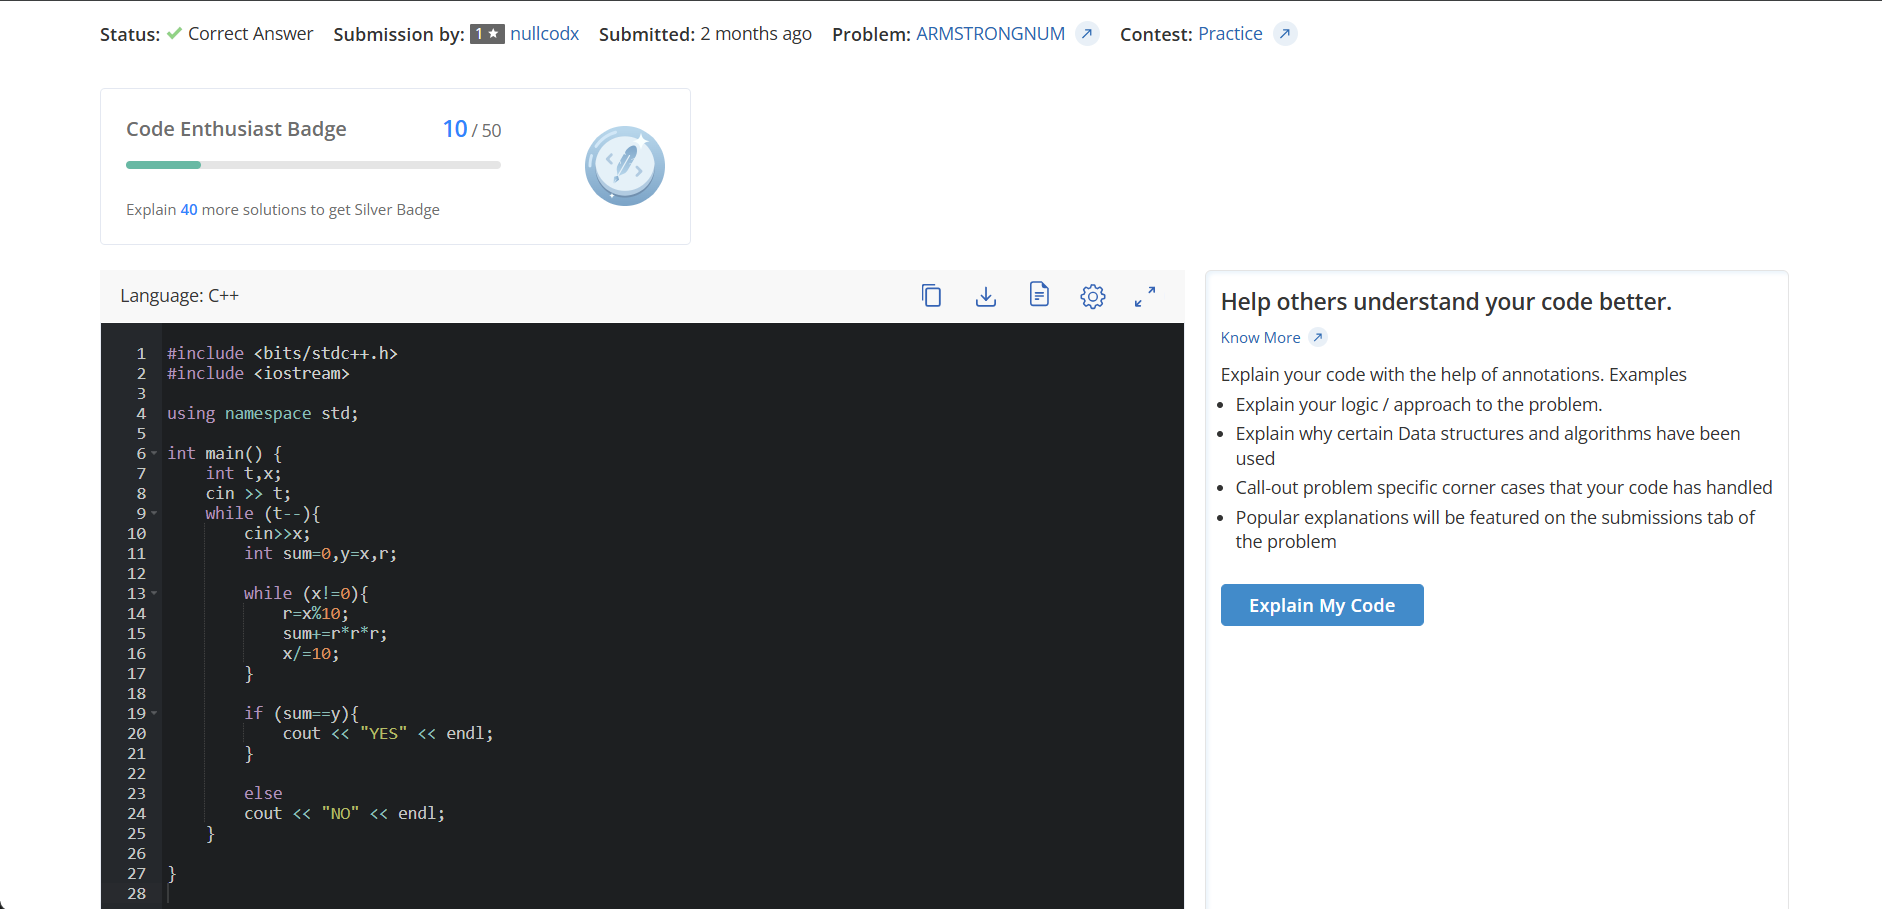 Status: Correct Answer Submission by: 1★ nullcodx Submitted: 2 months ago Problem: ARMSTRONGNUM Contest: Practice
Code Enthusiast Badge 10 / 50
Explain 40 more solutions to get Silver Badge
Language: C++
1 #include <bits/stdc++.h>
2 #include <iostream>
3
4 using namespace std;
5
6 int main() {
7     int t,x;
8     cin >> t;
9     while (t--){
10         cin>>x;
11         int sum=0,y=x,r;
12
13         while (x!=0){
14             r=x%10;
15             sum+=r*r*r;
16             x/=10;
17         }
18
19         if (sum==y){
20             cout << "YES" << endl;
21         }
22
23         else
24         cout << "NO" << endl;
25     }
26
27 }
28
Help others understand your code better.
Know More
Explain your code with the help of annotations. Examples
• Explain your logic / approach to the problem.
• Explain why certain Data structures and algorithms have been
used
• Call-out problem specific corner cases that your code has handled
• Popular explanations will be featured on the submissions tab of
the problem
Explain My Code